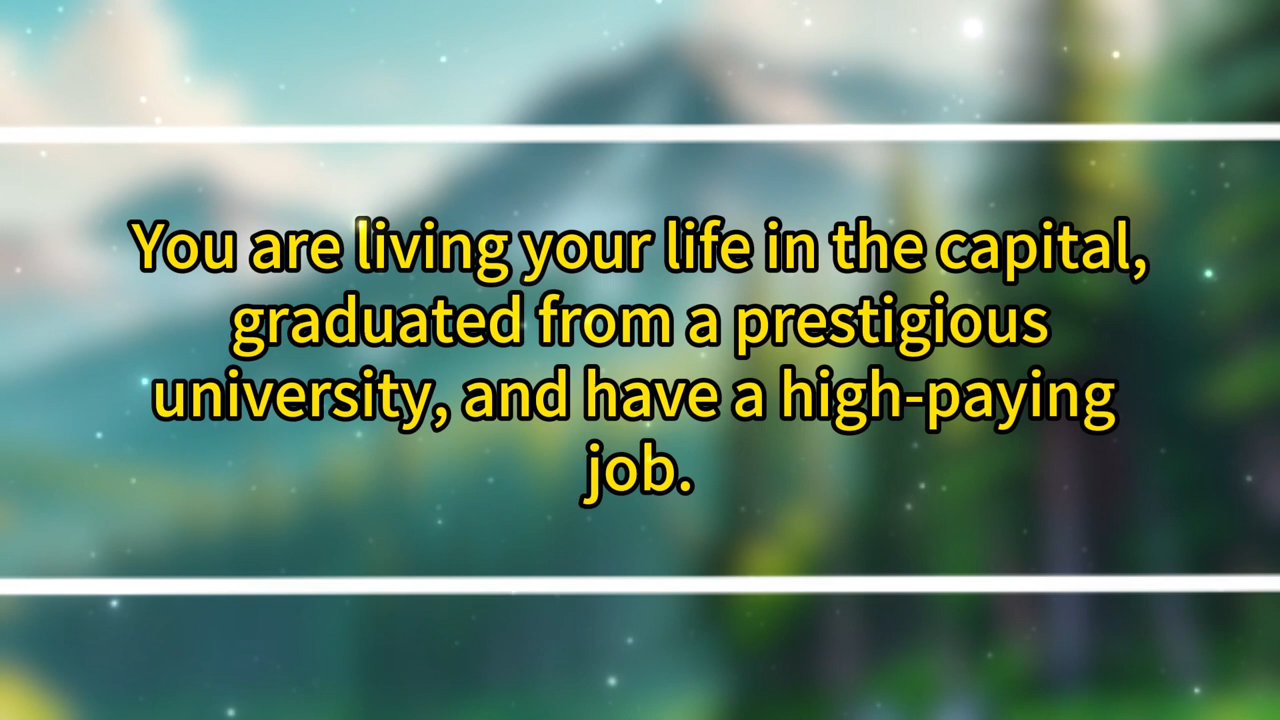 You are living your life in the capital,
graduated from a prestigious
university, and have a high-paying
job.